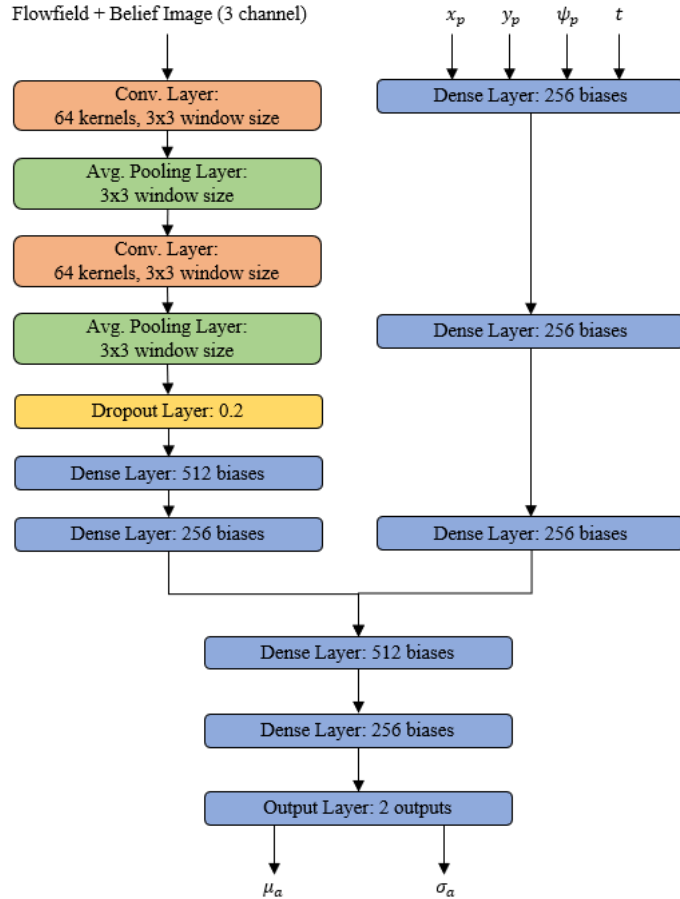 Flowfield + Belief Image (3 channel)
Conv. Layer:
64 kernels, 3x3 window size
Avg. Pooling Layer:
3x3 window size
Conv. Layer:
64 kernels, 3x3 window size
Avg. Pooling Layer:
3x3 window size
Dropout Layer: 0.2
Dense Layer: 512 biases
Dense Layer: 256 biases
x_p y_p ψ_p t
Dense Layer: 256 biases
Dense Layer: 256 biases
Dense Layer: 256 biases
Dense Layer: 512 biases
Dense Layer: 256 biases
Output Layer: 2 outputs
μ_a σ_a